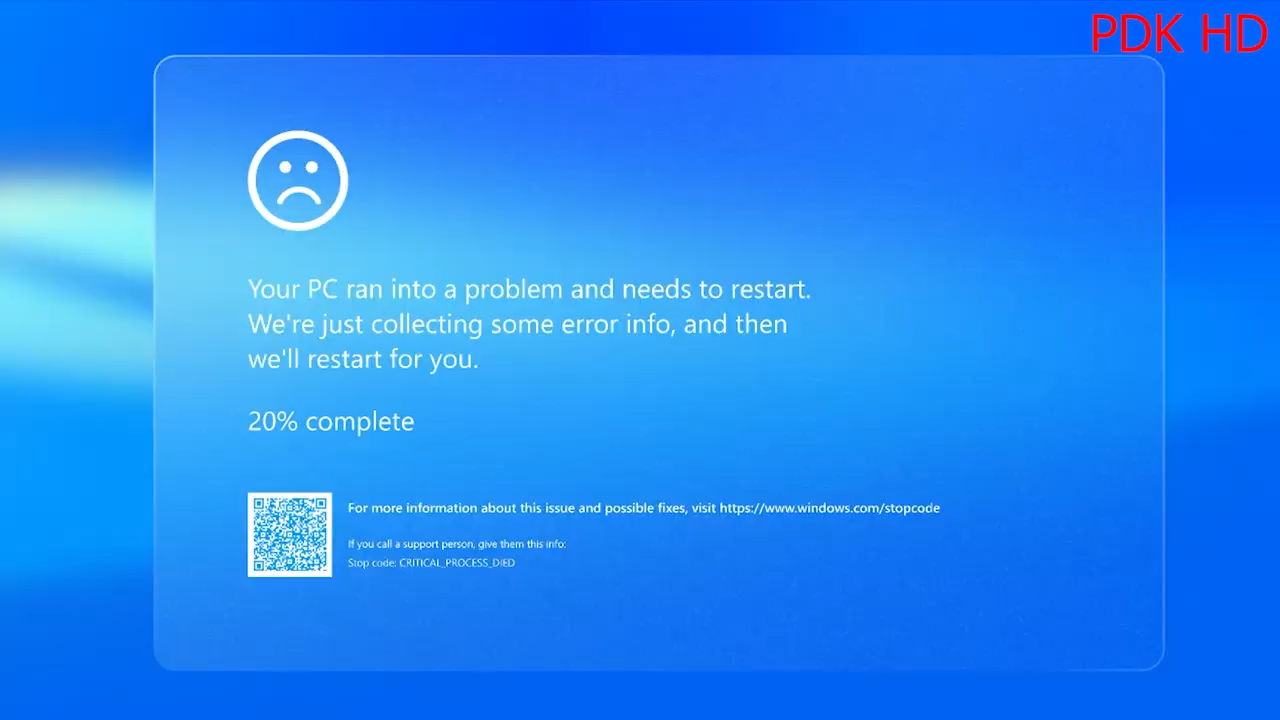 PDK HD
Your PC ran into a problem and needs to restart.
We're just collecting some error info, and then
we'll restart for you.
20% complete
For more information about this issue and possible fixes, visit https://www.windows.com/stopcode
If you call a support person, give them this info:
Stop code: CRITICAL_PROCESS_DIED